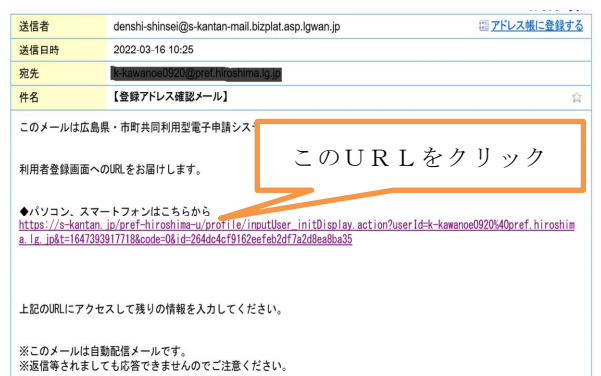 送信者 denshi-shinsei@s-kantan-mail.bizplat.asp.lgwan.jp アドレス帳に登録する
送信日時 2022-03-16 10:25
宛先 k-kawanoe0920@pref.hiroshima.lg.jp
件名 【登録アドレス確認メール】
このメールは広島県・市町共同利用型電子申請シス
このURLをクリック
利用者登録画面へのURLをお届けします。
◆パソコン、スマートフォンはこちらから
https://s-kantan.jp/pref-hiroshima-u/profile/inputUser_initDisplay.action?userId=k-kawanoe0920%40pref.hiroshim
a.lg.jp&t=1647393917718&code=0&id=264dc4cf9162eefeb2df7a2d8ea8ba35
上記のURLにアクセスして残りの情報を入力してください。
※このメールは自動配信メールです。
※返信等されましても応答できませんのでご注意ください。